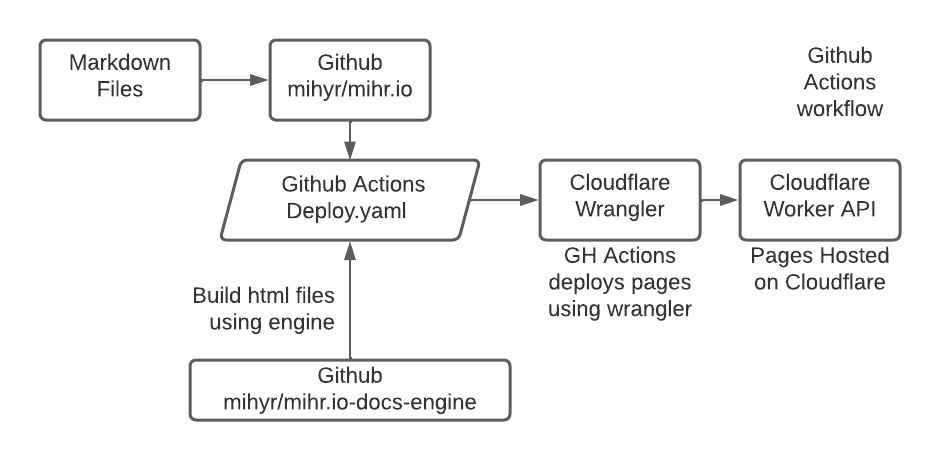 Markdown
Files
Github
mihyr/mihr.io
Github
Actions
workflow
Github Actions
Deploy.yaml
Cloudflare
Wrangler
Cloudflare
Worker API
GH Actions
deploys pages
using wrangler
Pages Hosted
on Cloudflare
Build html files
using engine
Github
mihyr/mihr.io-docs-engine